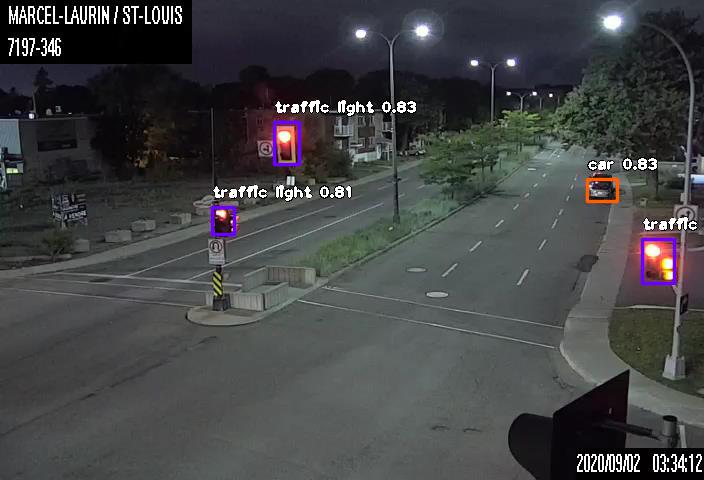 MARCEL-LAURIN / ST-LOUIS
7197-346
traffic light 0.83
car 0.83
traffic light 0.81
traffic
À VENDRE
2020/09/02 03:34:12